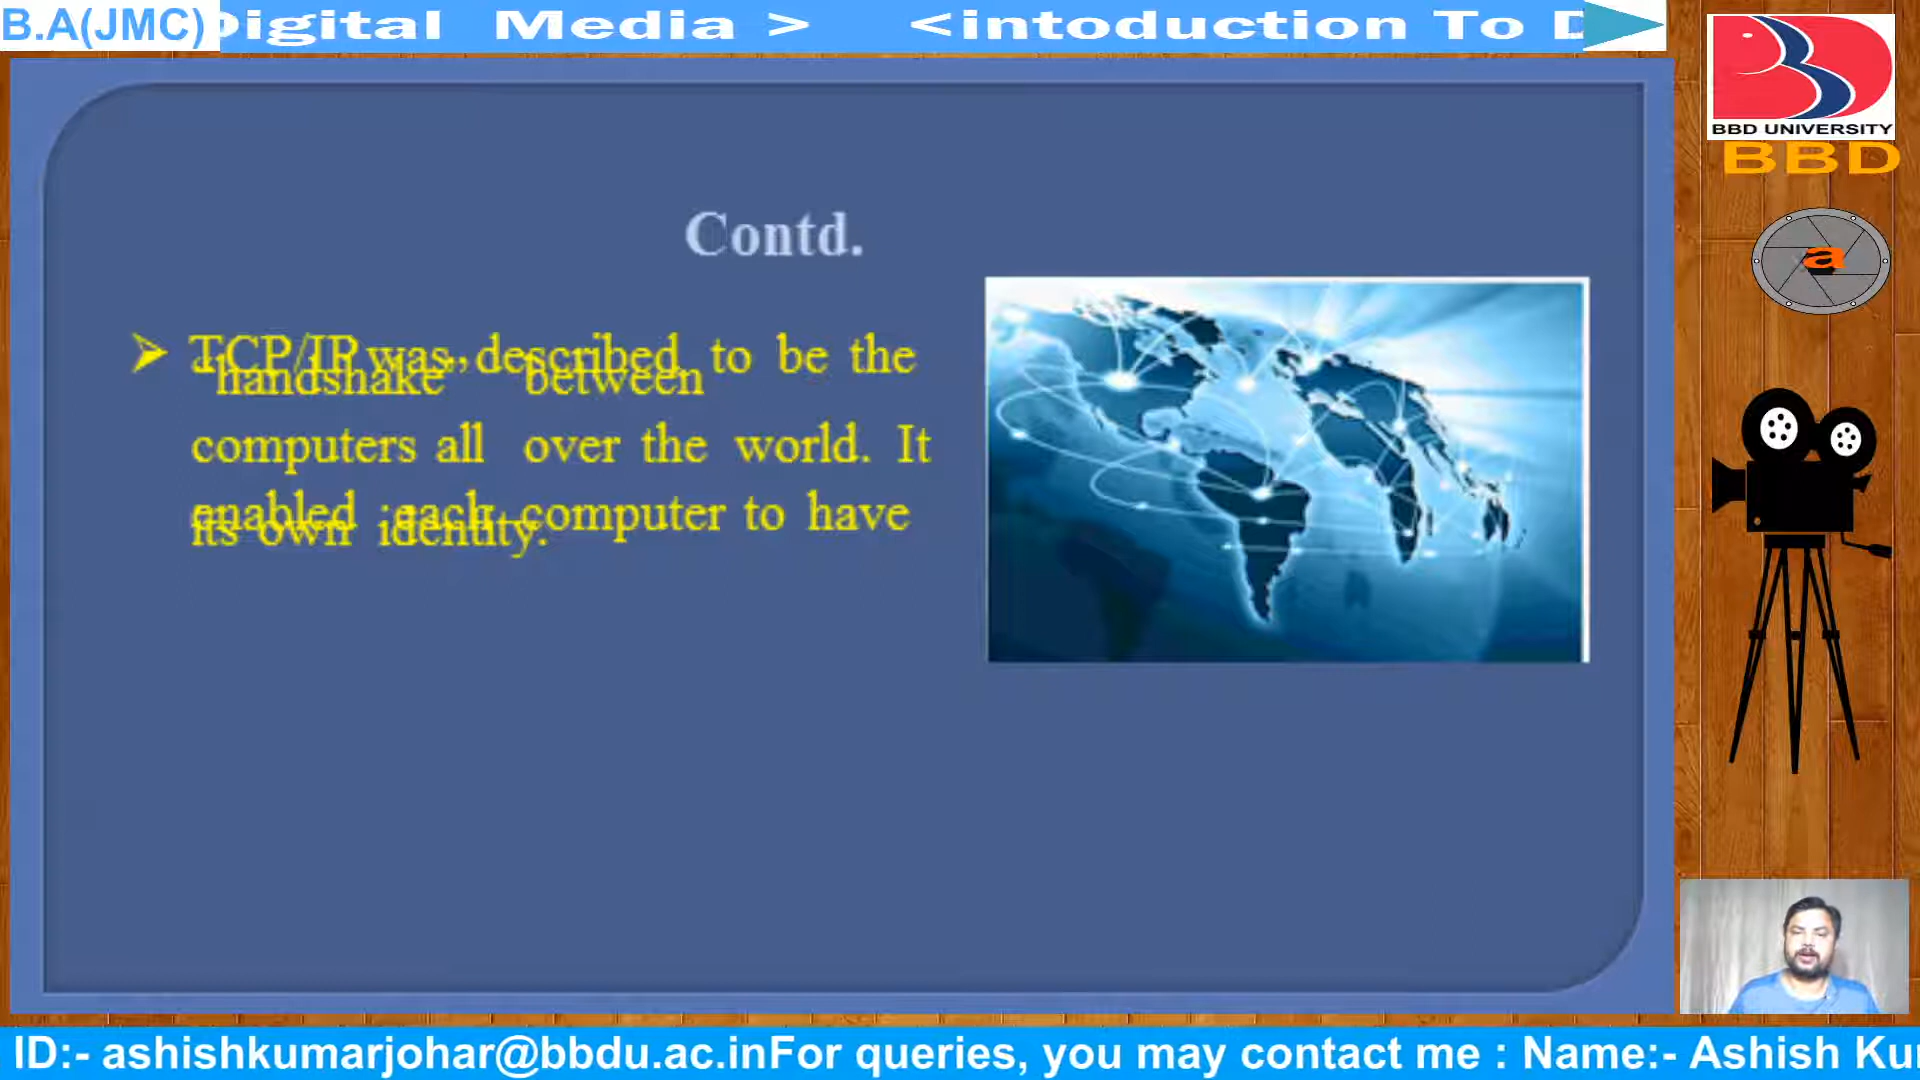 B.A(JMC) Digital Media > <intoduction To D
BBD UNIVERSITY
BBD
a
Contd.
➢ TCP/IP was described to be the
“handshake” between
computers all over the world. It
enabled each computer to have
its own identity.
ID:- ashishkumarjohar@bbdu.ac.inFor queries, you may contact me : Name:- Ashish Kur